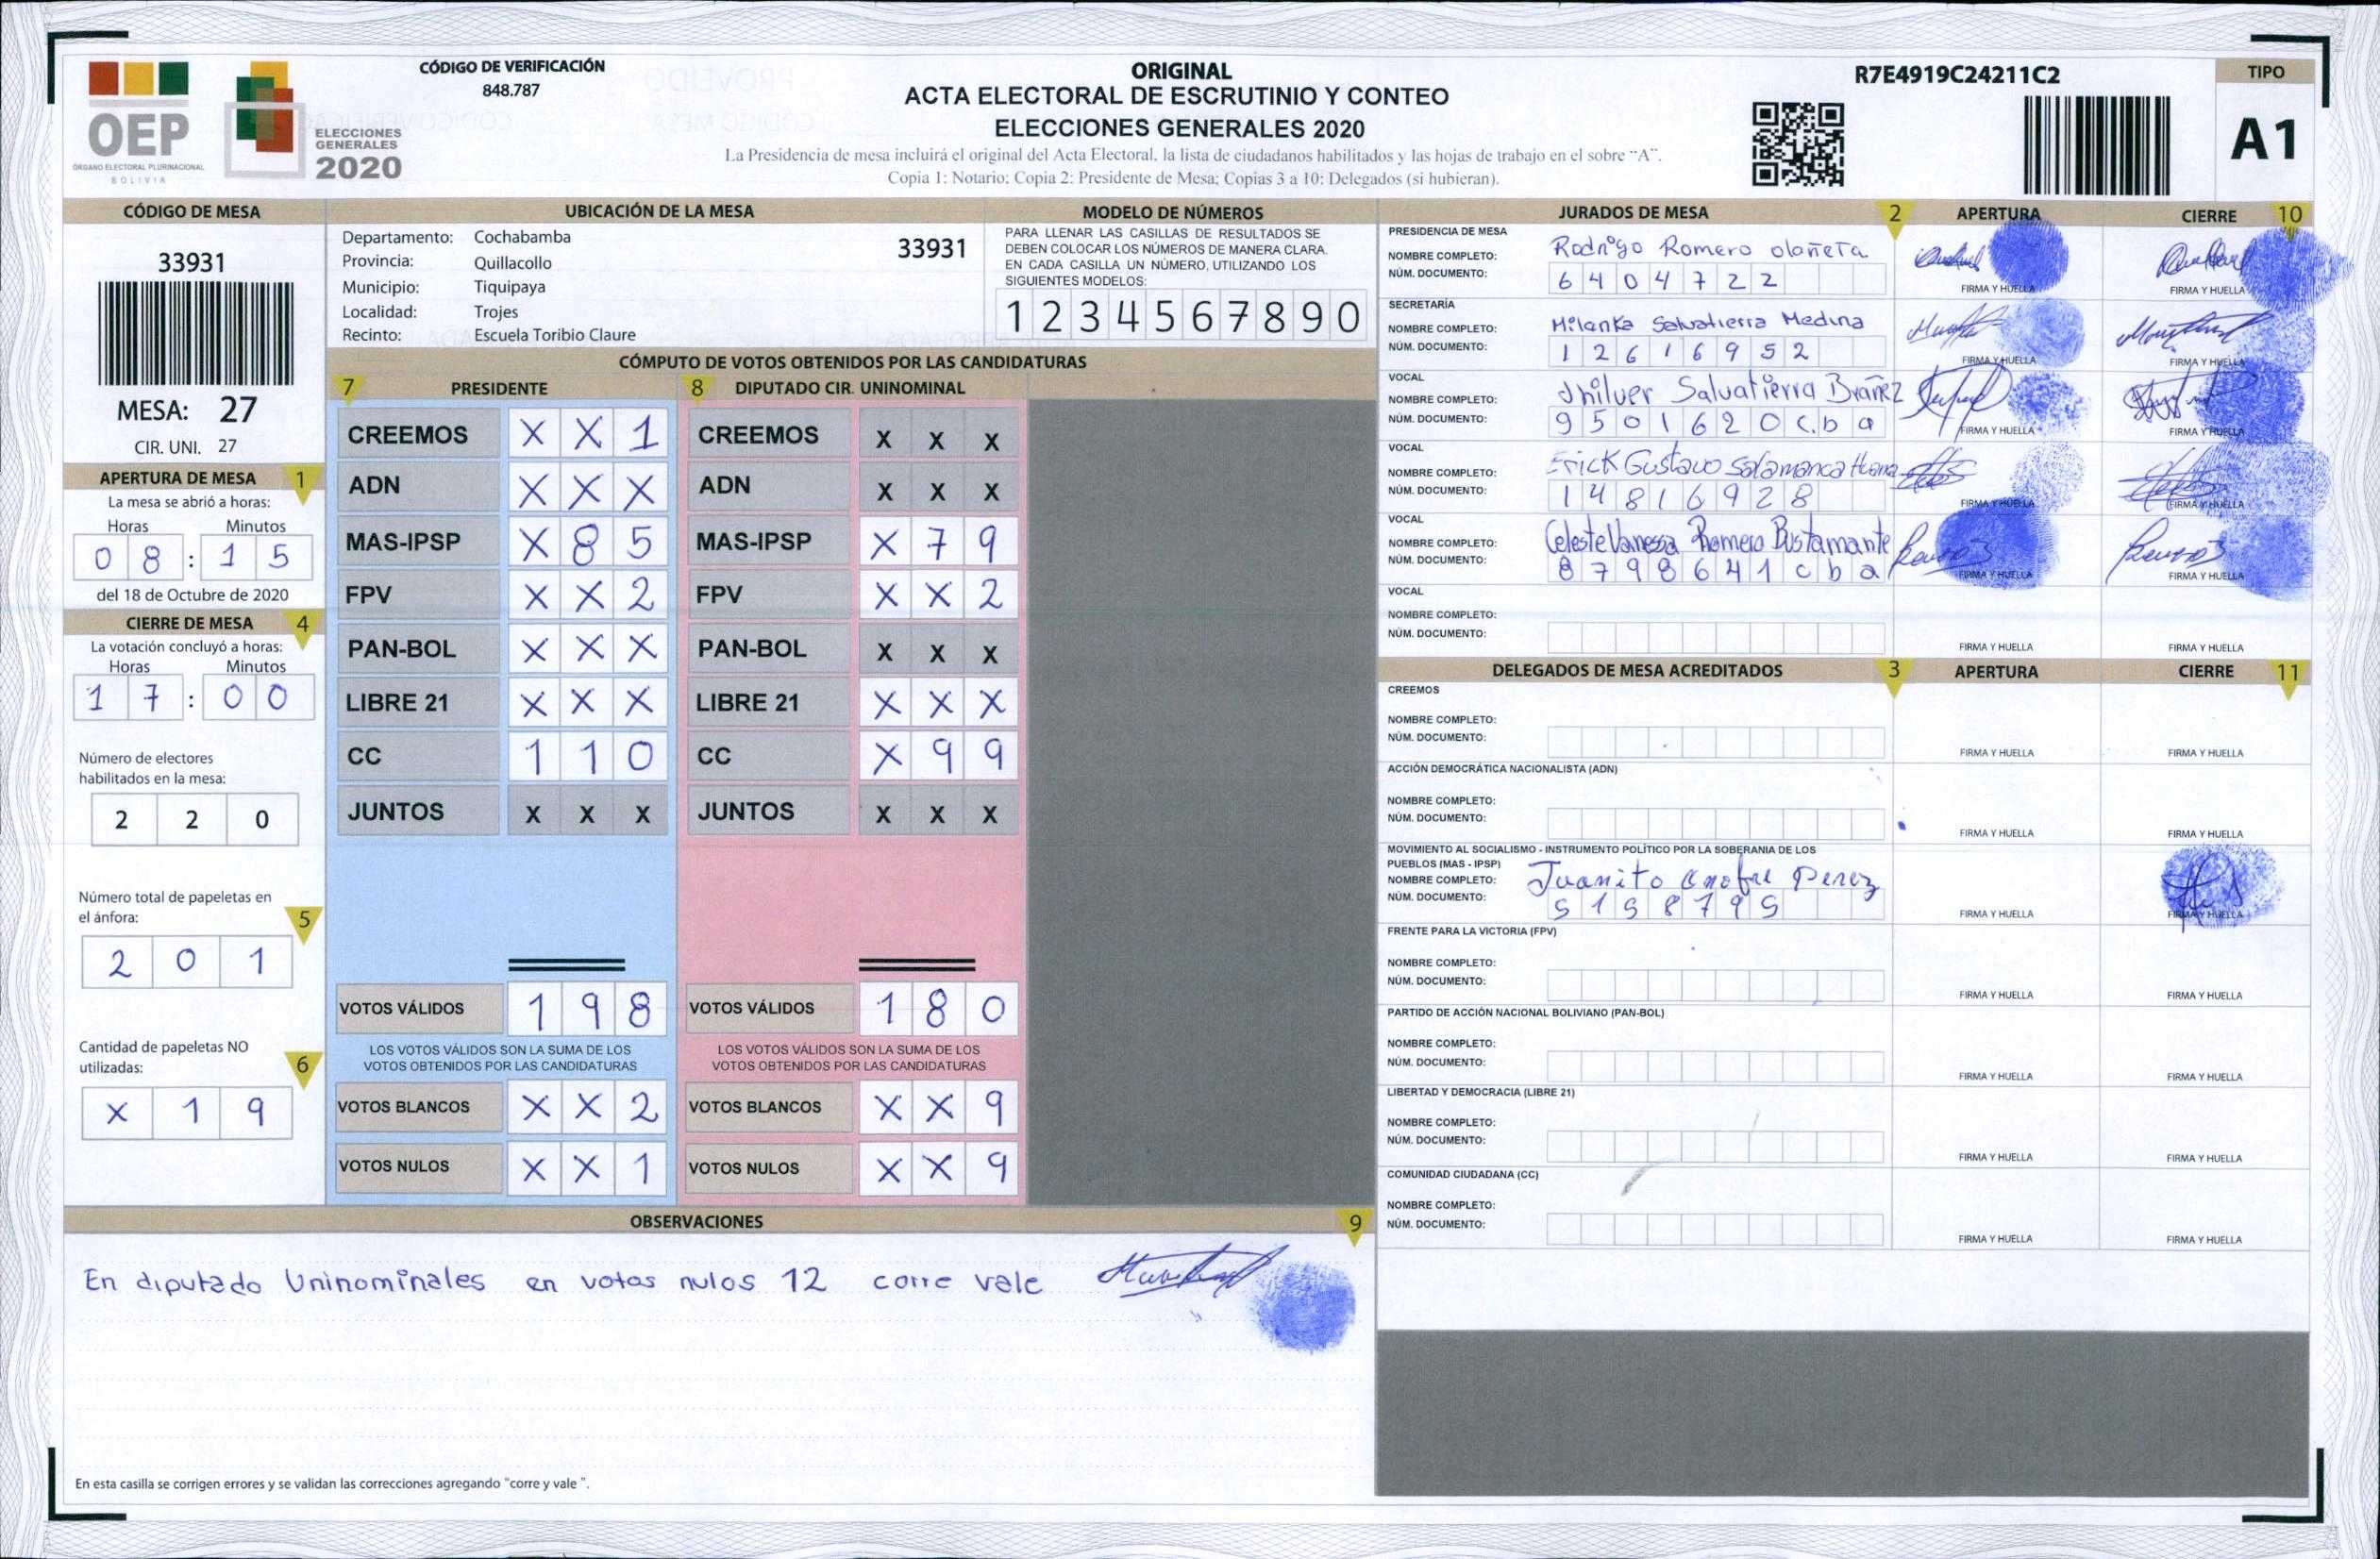 OEP
ÓRGANO ELECTORAL PLURINACIONAL
BOLIVIA
ELECCIONES
GENERALES
2020
CÓDIGO DE VERIFICACIÓN
848.787
ORIGINAL
ACTA ELECTORAL DE ESCRUTINIO Y CONTEO
ELECCIONES GENERALES 2020
La Presidencia de mesa incluirá el original del Acta Electoral, la lista de ciudadanos habilitados y las hojas de trabajo en el sobre "A".
Copia 1: Notario; Copia 2: Presidente de Mesa; Copias 3 a 10: Delegados (si hubieran).
R7E4919C24211C2
TIPO
A1
CÓDIGO DE MESA
33931
MESA: 27
CIR. UNI. 27
APERTURA DE MESA 1
La mesa se abrió a horas:
Horas Minutos
0 8 : 1 5
del 18 de Octubre de 2020
CIERRE DE MESA 4
La votación concluyó a horas:
Horas Minutos
1 7 : 0 0
Número de electores
habilitados en la mesa:
2 2 0
Número total de papeletas en
el ánfora: 5
2 0 1
Cantidad de papeletas NO
utilizadas: 6
X 1 9
UBICACIÓN DE LA MESA
Departamento: Cochabamba 33931
Provincia: Quillacollo
Municipio: Tiquipaya
Localidad: Trojes
Recinto: Escuela Toribio Claure
MODELO DE NÚMEROS
PARA LLENAR LAS CASILLAS DE RESULTADOS SE
DEBEN COLOCAR LOS NÚMEROS DE MANERA CLARA.
EN CADA CASILLA UN NÚMERO, UTILIZANDO LOS
SIGUIENTES MODELOS:
1 2 3 4 5 6 7 8 9 0
CÓMPUTO DE VOTOS OBTENIDOS POR LAS CANDIDATURAS
7 PRESIDENTE 8 DIPUTADO CIR. UNINOMINAL
CREEMOS X X 1 CREEMOS X X X
ADN X X X ADN X X X
MAS-IPSP X 8 5 MAS-IPSP X 7 9
FPV X X 2 FPV X X 2
PAN-BOL X X X PAN-BOL X X X
LIBRE 21 X X X LIBRE 21 X X X
CC 1 1 0 CC X 9 9
JUNTOS X X X JUNTOS X X X
VOTOS VÁLIDOS 1 9 8 VOTOS VÁLIDOS 1 8 0
LOS VOTOS VÁLIDOS SON LA SUMA DE LOS LOS VOTOS VÁLIDOS SON LA SUMA DE LOS
VOTOS OBTENIDOS POR LAS CANDIDATURAS VOTOS OBTENIDOS POR LAS CANDIDATURAS
VOTOS BLANCOS X X 2 VOTOS BLANCOS X X 9
VOTOS NULOS X X 1 VOTOS NULOS X X 9
OBSERVACIONES 9
En diputado Uninominales en votos nulos 12 corre vale
En esta casilla se corrigen errores y se validan las correcciones agregando "corre y vale ".
JURADOS DE MESA 2 APERTURA CIERRE 10
PRESIDENCIA DE MESA
NOMBRE COMPLETO: Rodrigo Romero Olañeta
NÚM. DOCUMENTO: 6 4 0 4 7 2 2
FIRMA Y HUELLA FIRMA Y HUELLA
SECRETARÍA
NOMBRE COMPLETO: Milenka Salvatierra Medina
NÚM. DOCUMENTO: 1 2 6 1 6 9 5 2
FIRMA Y HUELLA FIRMA Y HUELLA
VOCAL
NOMBRE COMPLETO: Jhilver Salvatierra
NÚM. DOCUMENTO: 9 5 0 1 6 2 0 C. b a
FIRMA Y HUELLA FIRMA Y HUELLA
VOCAL
NOMBRE COMPLETO: Erick Gustavo Salamanca
NÚM. DOCUMENTO: 1 4 8 1 6 9 2 8
FIRMA Y HUELLA FIRMA Y HUELLA
VOCAL
NOMBRE COMPLETO: Celeste Vanessa Romero Bustamante
NÚM. DOCUMENTO: 8 7 9 8 6 4 1 c b a
FIRMA Y HUELLA FIRMA Y HUELLA
VOCAL
NOMBRE COMPLETO:
NÚM. DOCUMENTO:
FIRMA Y HUELLA FIRMA Y HUELLA
DELEGADOS DE MESA ACREDITADOS 3 APERTURA CIERRE 11
CREEMOS
NOMBRE COMPLETO:
NÚM. DOCUMENTO:
FIRMA Y HUELLA FIRMA Y HUELLA
ACCIÓN DEMOCRÁTICA NACIONALISTA (ADN)
NOMBRE COMPLETO:
NÚM. DOCUMENTO:
FIRMA Y HUELLA FIRMA Y HUELLA
MOVIMIENTO AL SOCIALISMO - INSTRUMENTO POLÍTICO POR LA SOBERANIA DE LOS
PUEBLOS (MAS - IPSP)
NOMBRE COMPLETO: Juanito Onofre Perez
NÚM. DOCUMENTO: 5 1 5 8 7 9 5
FIRMA Y HUELLA FIRMA Y HUELLA
FRENTE PARA LA VICTORIA (FPV)
NOMBRE COMPLETO:
NÚM. DOCUMENTO:
FIRMA Y HUELLA FIRMA Y HUELLA
PARTIDO DE ACCIÓN NACIONAL BOLIVIANO (PAN-BOL)
NOMBRE COMPLETO:
NÚM. DOCUMENTO:
FIRMA Y HUELLA FIRMA Y HUELLA
LIBERTAD Y DEMOCRACIA (LIBRE 21)
NOMBRE COMPLETO:
NÚM. DOCUMENTO:
FIRMA Y HUELLA FIRMA Y HUELLA
COMUNIDAD CIUDADANA (CC)
NOMBRE COMPLETO:
NÚM. DOCUMENTO:
FIRMA Y HUELLA FIRMA Y HUELLA